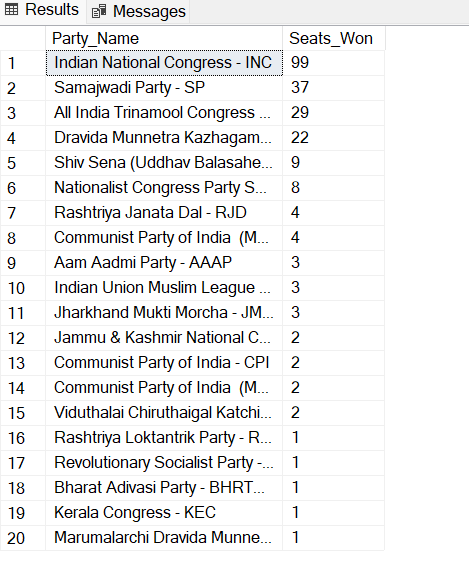 Results Messages
Party_Name Seats_Won
1 Indian National Congress - INC 99
2 Samajwadi Party - SP 37
3 All India Trinamool Congress ... 29
4 Dravida Munnetra Kazhagam... 22
5 Shiv Sena (Uddhav Balasahe... 9
6 Nationalist Congress Party S... 8
7 Rashtriya Janata Dal - RJD 4
8 Communist Party of India  (M... 4
9 Aam Aadmi Party - AAAP 3
10 Indian Union Muslim League ... 3
11 Jharkhand Mukti Morcha - JM... 3
12 Jammu & Kashmir National C... 2
13 Communist Party of India - CPI 2
14 Communist Party of India  (M... 2
15 Viduthalai Chiruthaigal Katchi... 2
16 Rashtriya Loktantrik Party - R... 1
17 Revolutionary Socialist Party -... 1
18 Bharat Adivasi Party - BHRT... 1
19 Kerala Congress - KEC 1
20 Marumalarchi Dravida Munne... 1